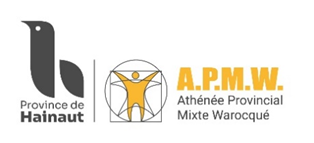 Province de
Hainaut
A.P.M.W.
Athénée Provincial
Mixte Warocqué